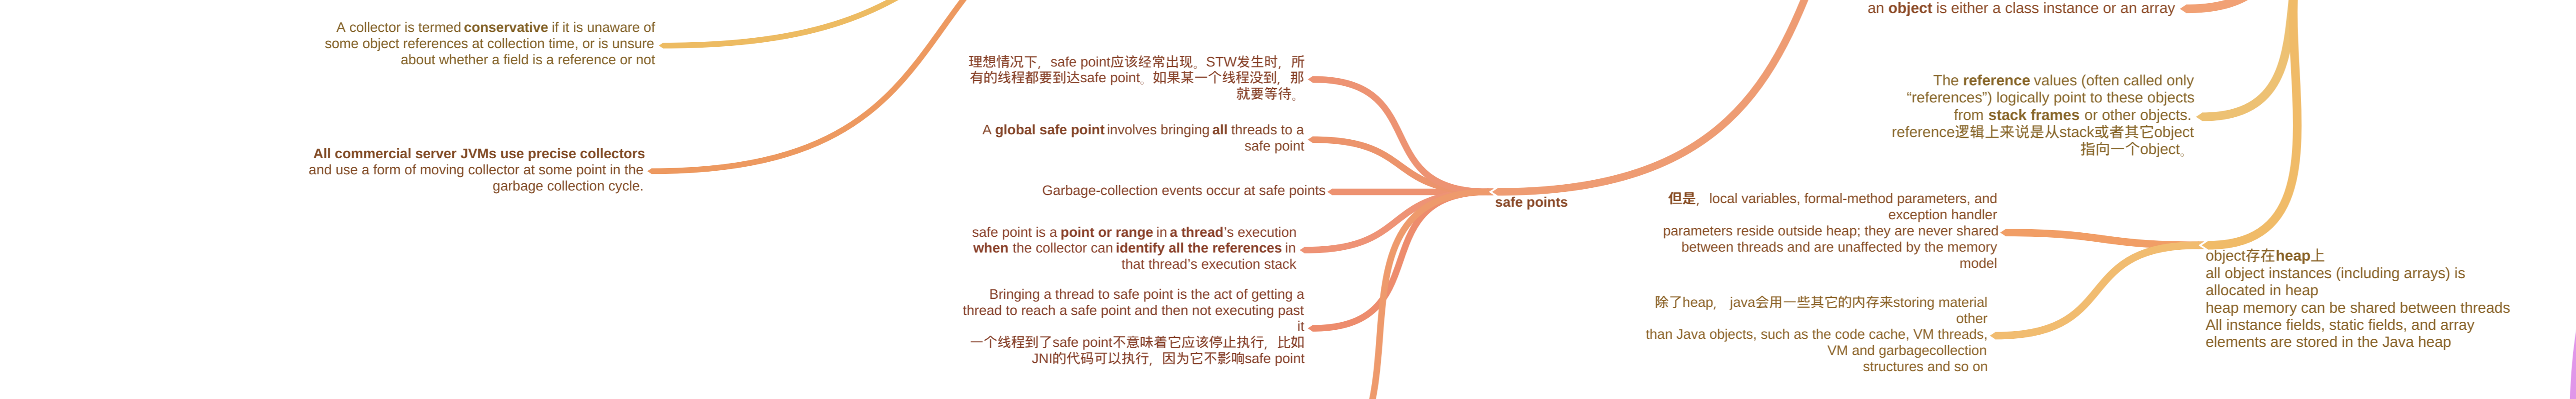 A collector is termed conservative if it is unaware of
some object references at collection time, or is unsure
about whether a field is a reference or not
All commercial server JVMs use precise collectors
and use a form of moving collector at some point in the
garbage collection cycle.
理想情况下，safe point应该经常出现。STW发生时，所
有的线程都要到达safe point。如果某一个线程没到，那
就要等待。
A global safe point involves bringing all threads to a
safe point
Garbage-collection events occur at safe points
safe point is a point or range in a thread’s execution
when the collector can identify all the references in
that thread’s execution stack
Bringing a thread to safe point is the act of getting a
thread to reach a safe point and then not executing past
it
一个线程到了safe point不意味着它应该停止执行，比如
JNI的代码可以执行，因为它不影响safe point
safe points
an object is either a class instance or an array
The reference values (often called only
“references”) logically point to these objects
from stack frames or other objects.
reference逻辑上来说是从stack或者其它object
指向一个object。
但是，local variables, formal-method parameters, and
exception handler
parameters reside outside heap; they are never shared
between threads and are unaffected by the memory
model
除了heap， java会用一些其它的内存来storing material
other
than Java objects, such as the code cache, VM threads,
VM and garbagecollection
structures and so on
object存在heap上
all object instances (including arrays) is
allocated in heap
heap memory can be shared between threads
All instance fields, static fields, and array
elements are stored in the Java heap